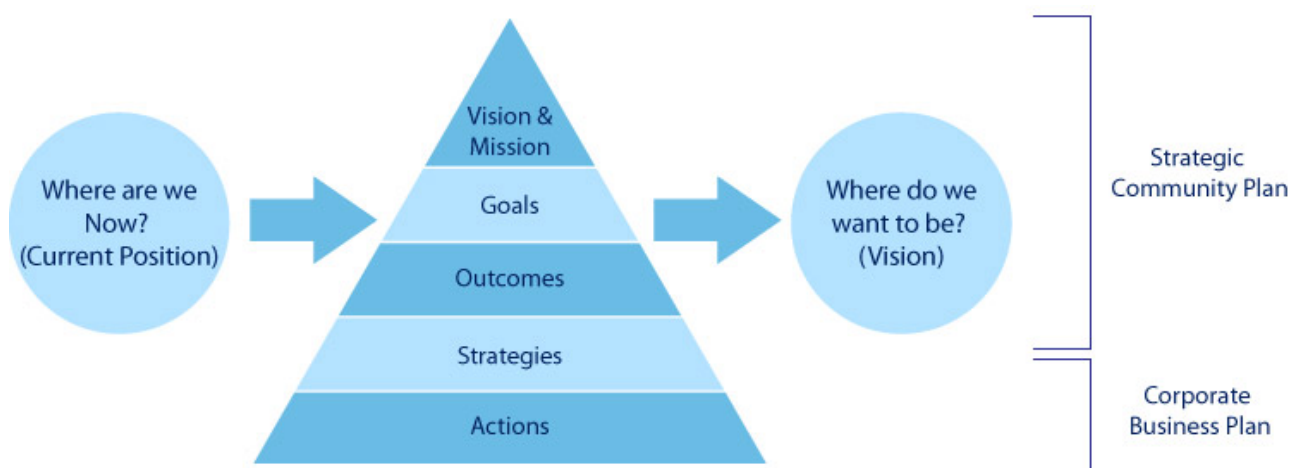 Where are we
Now?
(Current Position)
Vision &
Mission
Goals
Outcomes
Strategies
Actions
Where do we
want to be?
(Vision)
Strategic
Community Plan
Corporate
Business Plan